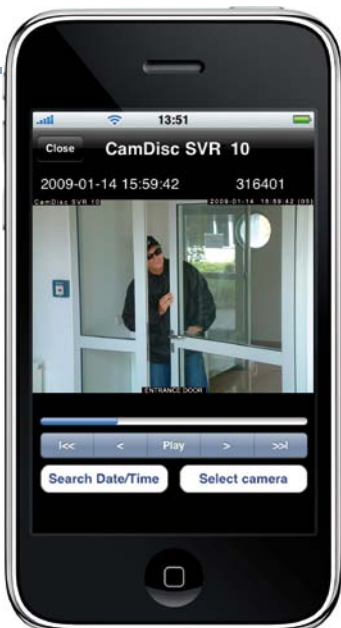 13:51
Close CamDisc SVR 10
2009-01-14 15:59:42 316401
CamDisc SVR 10 2009-01-14 15:59:42 (00)
ENTRANCE DOOR
|<< < Play > >>|
Search Date/Time Select camera